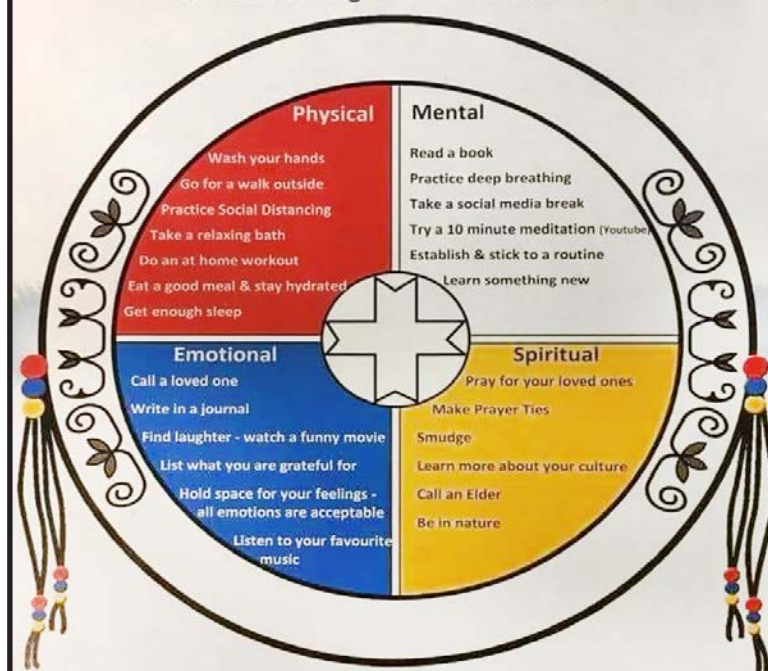 Physical
Wash your hands
Go for a walk outside
Practice Social Distancing
Take a relaxing bath
Do an at home workout
Eat a good meal & stay hydrated
Get enough sleep
Mental
Read a book
Practice deep breathing
Take a social media break
Try a 10 minute meditation (Youtube)
Establish & stick to a routine
Learn something new
Emotional
Call a loved one
Write in a journal
Find laughter - watch a funny movie
List what you are grateful for
Hold space for your feelings -
all emotions are acceptable
Listen to your favourite
music
Spiritual
Pray for your loved ones
Make Prayer Ties
Smudge
Learn more about your culture
Call an Elder
Be in nature